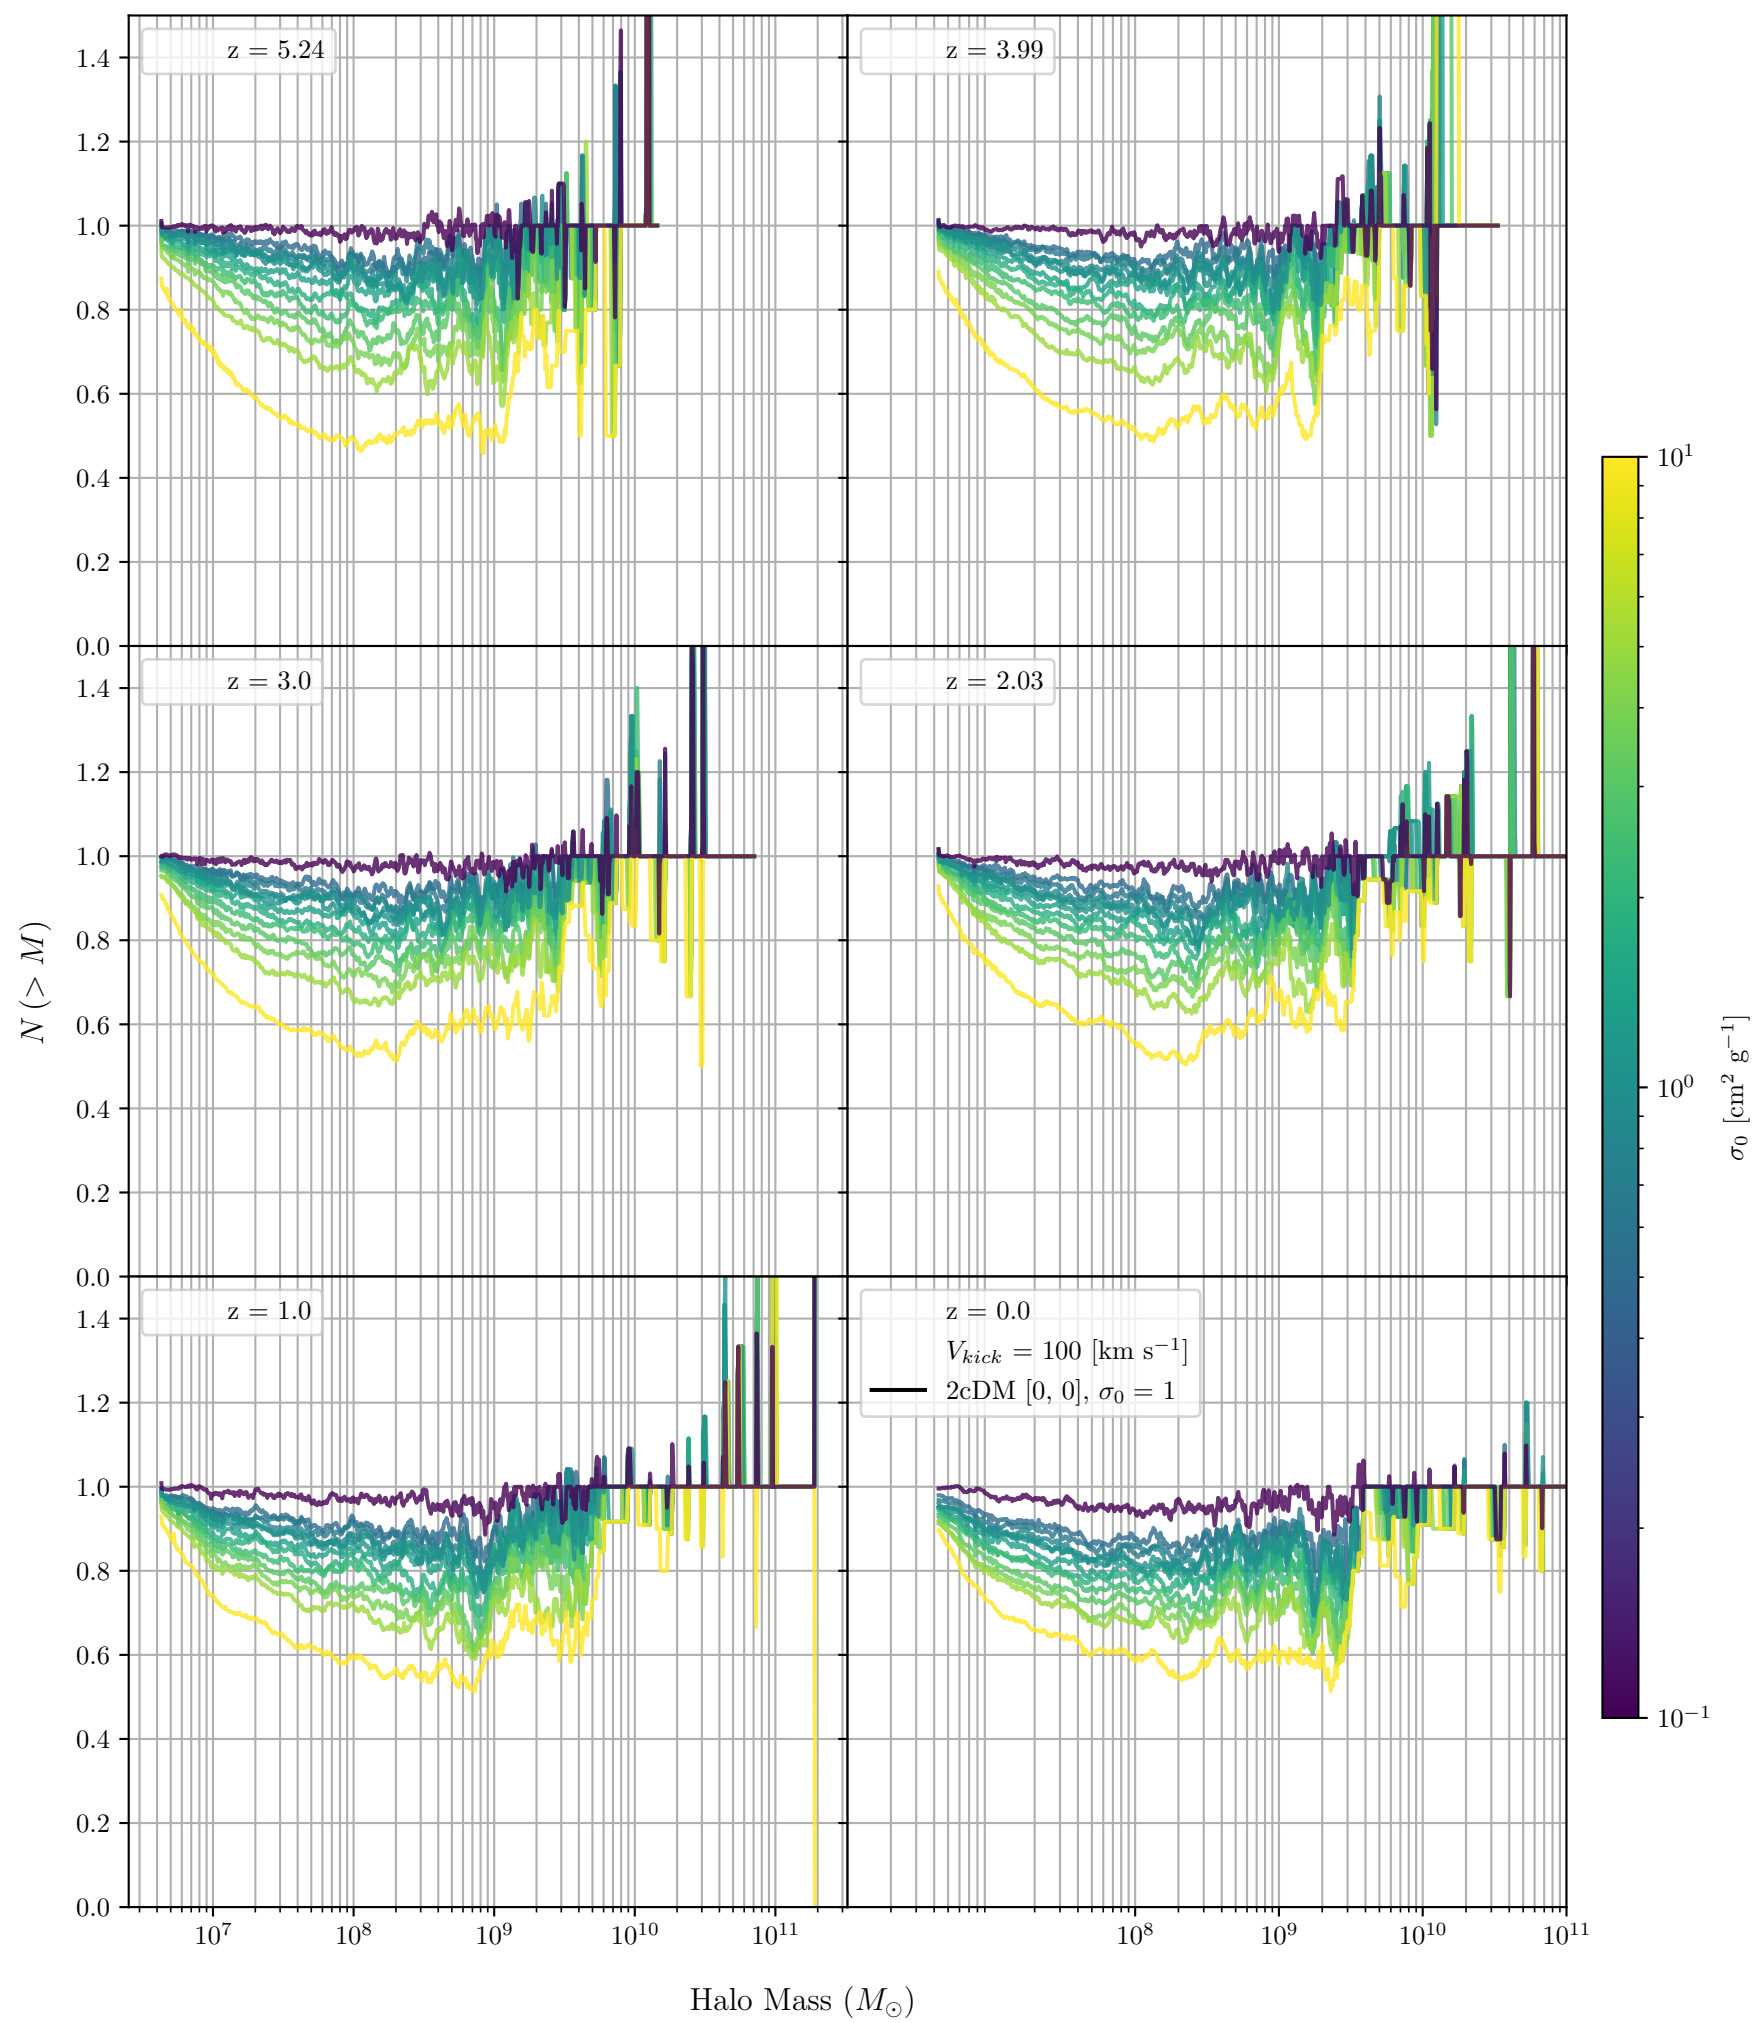 z = 5.24
z = 3.99
1.4
1.2
1.0
0.8
0.6
0.4
0.2
0.0
z = 3.0
z = 2.03
1.4
1.2
1.0
0.8
0.6
0.4
0.2
0.0
z = 1.0
z = 0.0
V_{kick} = 100 [km s⁻¹]
2cDM [0, 0], σ₀ = 1
1.4
1.2
1.0
0.8
0.6
0.4
0.2
0.0
10⁷ 10⁸ 10⁹ 10¹⁰ 10¹¹
10⁸ 10⁹ 10¹⁰ 10¹¹
N (> M)
Halo Mass (M_⊙)
10¹
10⁰
10⁻¹
σ₀ [cm² g⁻¹]